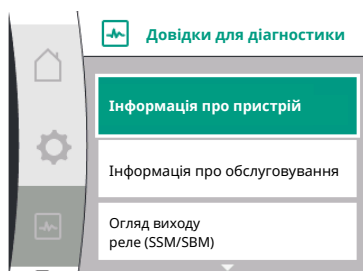 Довідки для діагностики
Інформація про пристрій
Інформація про обслуговування
Огляд виходу
реле (SSM/SBM)